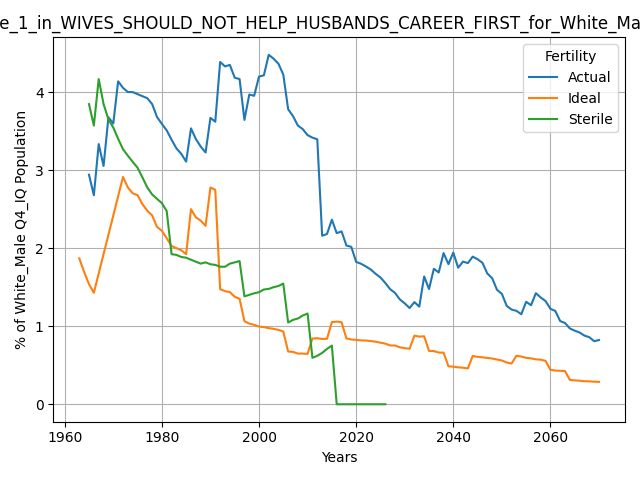 e_1_in_WIVES_SHOULD_NOT_HELP_HUSBANDS_CAREER_FIRST_for_White_Ma
Fertility
Actual
Ideal
Sterile
% of White_Male Q4_IQ Population
4
3
2
1
0
1960
1980
2000
2020
2040
2060
Years